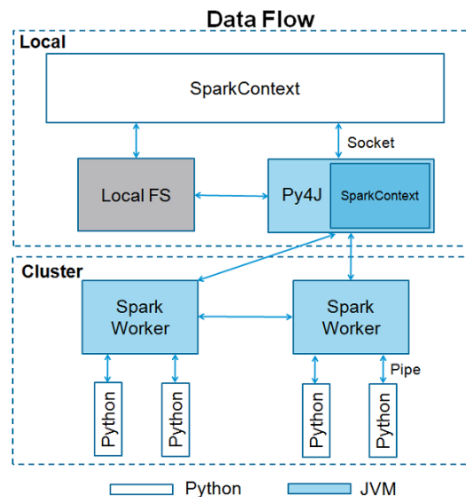 Data Flow
Local
SparkContext
Socket
Local FS
Py4J
SparkContext
Cluster
Spark
Worker
Spark
Worker
Pipe
Python
Python
Python
Python
Python
JVM